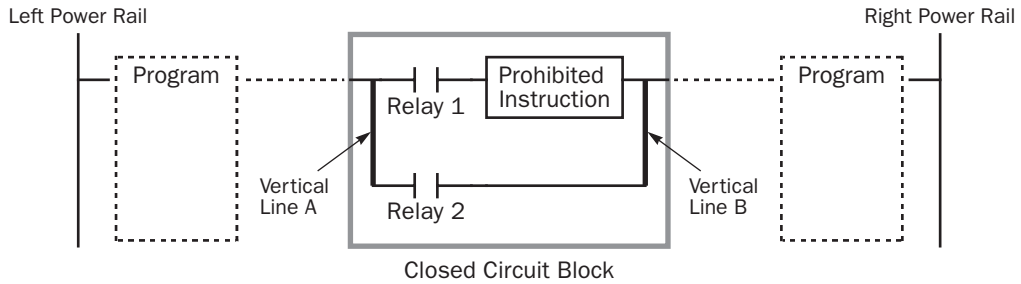 Left Power Rail
Right Power Rail
Program
Prohibited
Instruction
Program
Relay 1
Vertical
Line A
Vertical
Line B
Relay 2
Closed Circuit Block